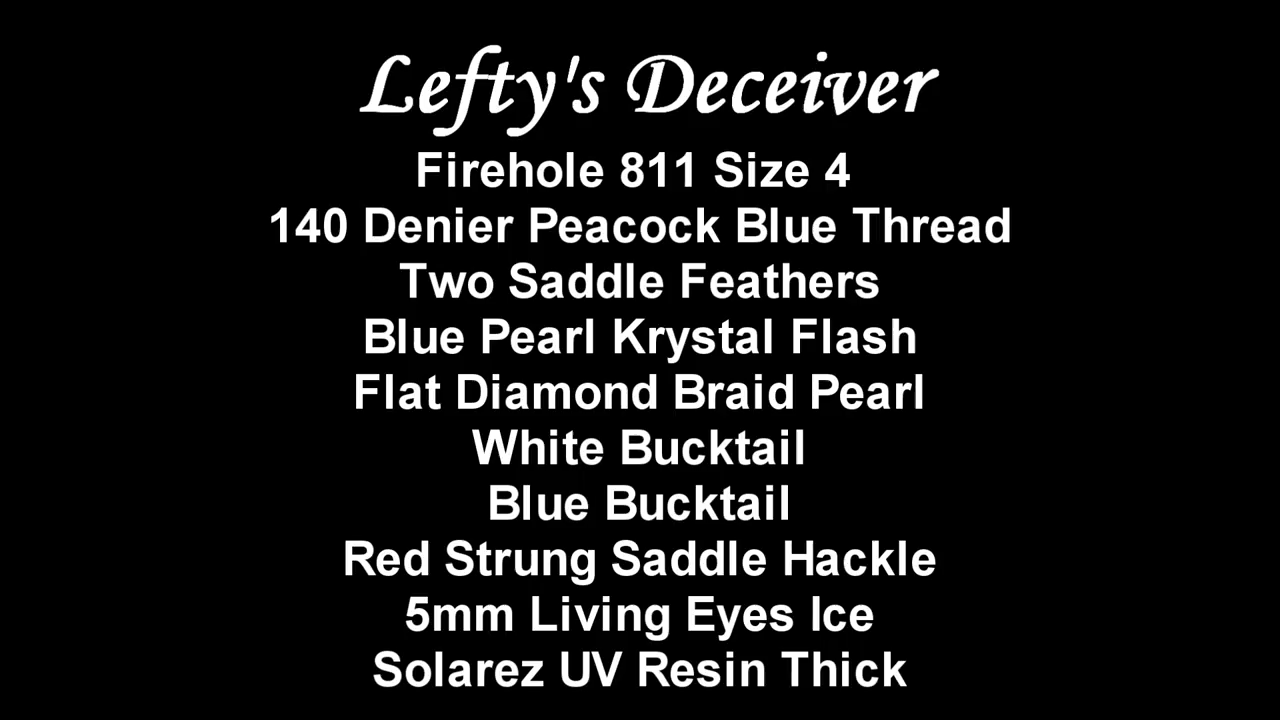 Lefty's Deceiver
Firehole 811 Size 4
140 Denier Peacock Blue Thread
Two Saddle Feathers
Blue Pearl Krystal Flash
Flat Diamond Braid Pearl
White Bucktail
Blue Bucktail
Red Strung Saddle Hackle
5mm Living Eyes Ice
Solarez UV Resin Thick